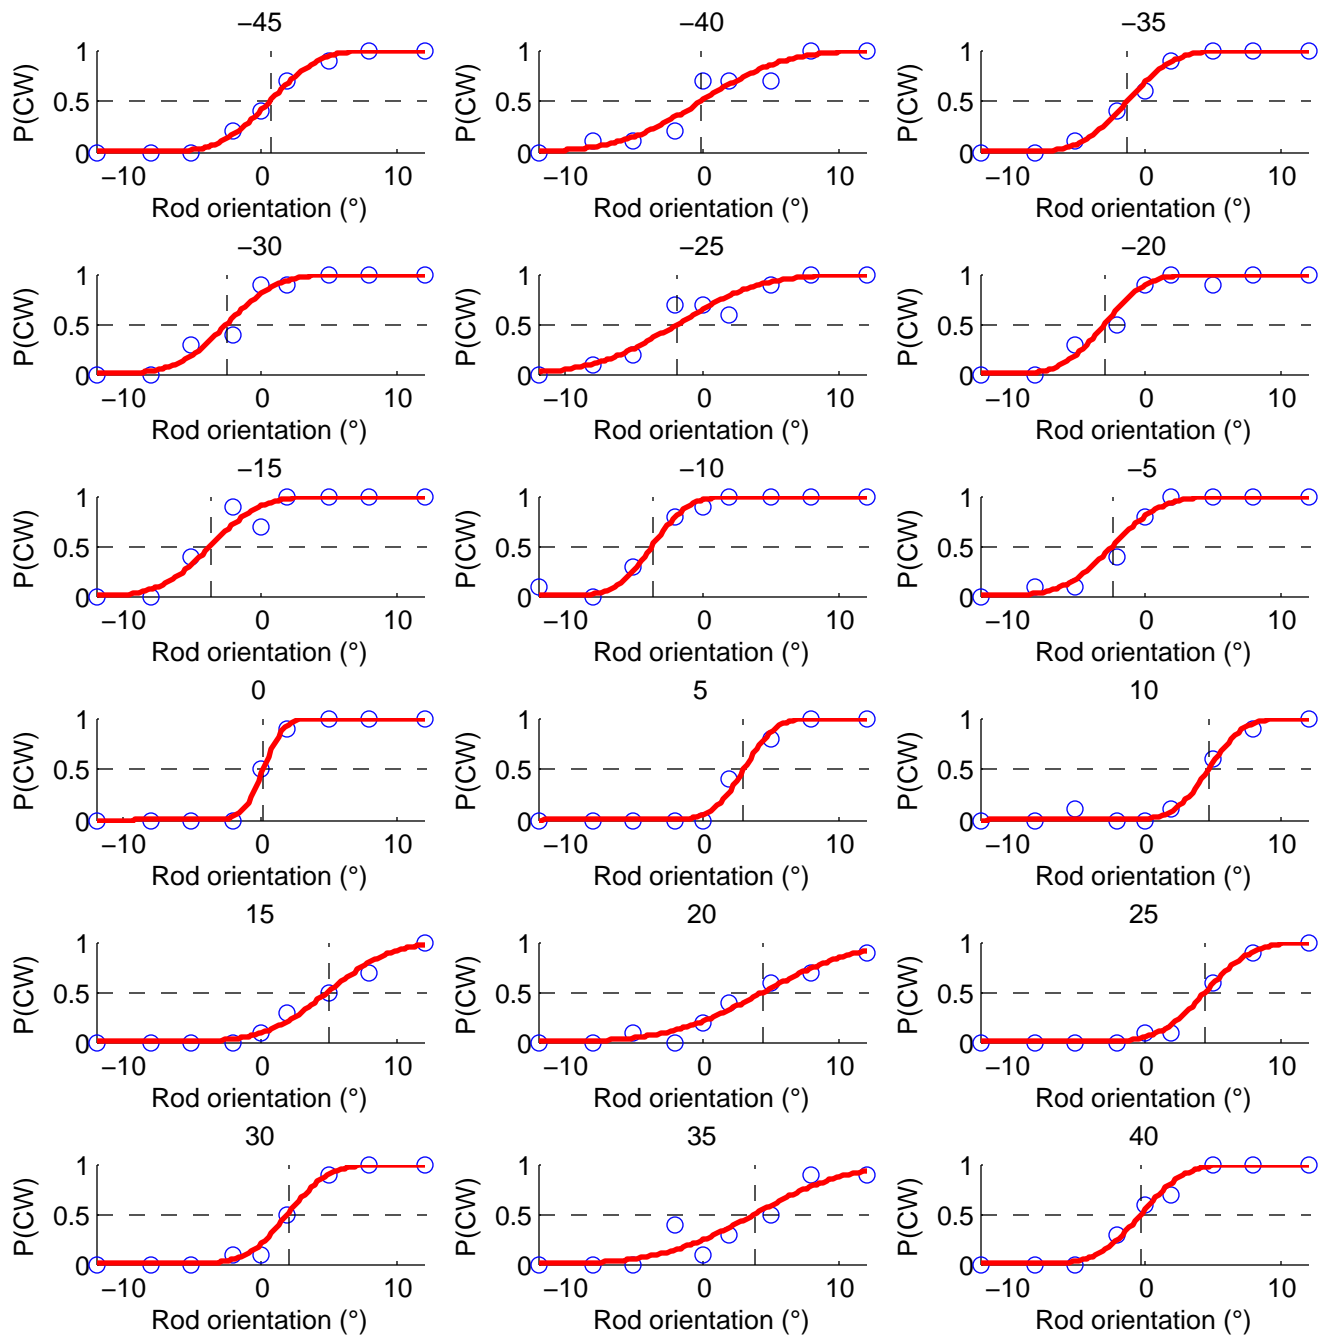 −45 −40 −35
1 1 1
P(CW) 0.5 P(CW) 0.5 P(CW) 0.5
0 0 0
−10 0 10 −10 0 10 −10 0 10
Rod orientation (°) Rod orientation (°) Rod orientation (°)
−30 −25 −20
1 1 1
P(CW) 0.5 P(CW) 0.5 P(CW) 0.5
0 0 0
−10 0 10 −10 0 10 −10 0 10
Rod orientation (°) Rod orientation (°) Rod orientation (°)
−15 −10 −5
1 1 1
P(CW) 0.5 P(CW) 0.5 P(CW) 0.5
0 0 0
−10 0 10 −10 0 10 −10 0 10
Rod orientation (°) Rod orientation (°) Rod orientation (°)
0 5 10
1 1 1
P(CW) 0.5 P(CW) 0.5 P(CW) 0.5
0 0 0
−10 0 10 −10 0 10 −10 0 10
Rod orientation (°) Rod orientation (°) Rod orientation (°)
15 20 25
1 1 1
P(CW) 0.5 P(CW) 0.5 P(CW) 0.5
0 0 0
−10 0 10 −10 0 10 −10 0 10
Rod orientation (°) Rod orientation (°) Rod orientation (°)
30 35 40
1 1 1
P(CW) 0.5 P(CW) 0.5 P(CW) 0.5
0 0 0
−10 0 10 −10 0 10 −10 0 10
Rod orientation (°) Rod orientation (°) Rod orientation (°)